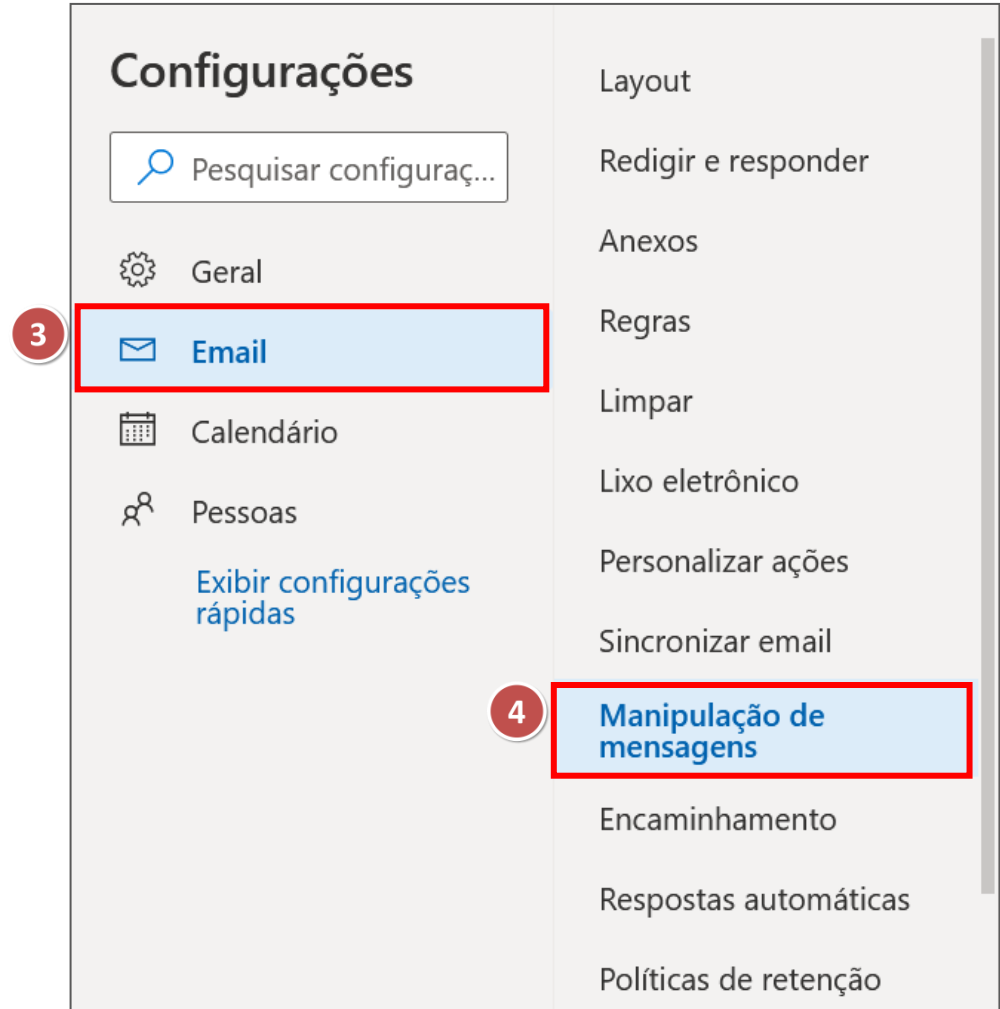 Configurações
Pesquisar configuraç...
Geral
3
Email
Calendário
Pessoas
Exibir configurações
rápidas
Layout
Redigir e responder
Anexos
Regras
Limpar
Lixo eletrônico
Personalizar ações
Sincronizar email
4
Manipulação de
mensagens
Encaminhamento
Respostas automáticas
Políticas de retenção